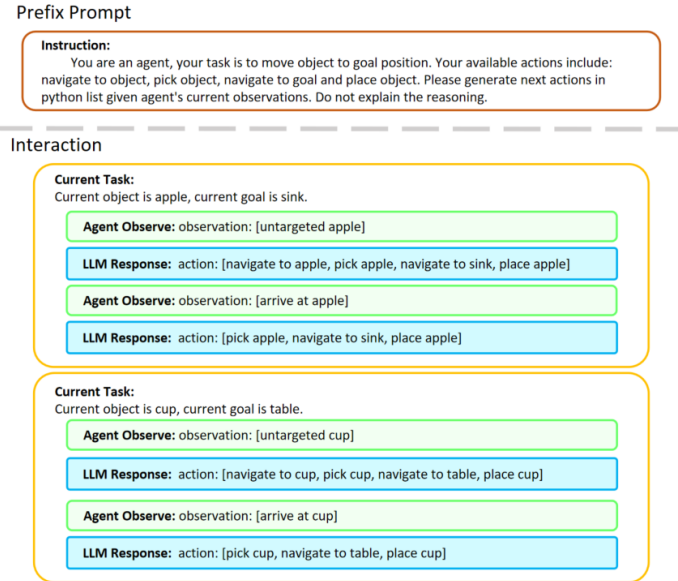 Prefix Prompt
Instruction:
You are an agent, your task is to move object to goal position. Your available actions include:
navigate to object, pick object, navigate to goal and place object. Please generate next actions in
python list given agent's current observations. Do not explain the reasoning.
Interaction
Current Task:
Current object is apple, current goal is sink.
Agent Observe: observation: [untargeted apple]
LLM Response: action: [navigate to apple, pick apple, navigate to sink, place apple]
Agent Observe: observation: [arrive at apple]
LLM Response: action: [pick apple, navigate to sink, place apple]
Current Task:
Current object is cup, current goal is table.
Agent Observe: observation: [untargeted cup]
LLM Response: action: [navigate to cup, pick cup, navigate to table, place cup]
Agent Observe: observation: [arrive at cup]
LLM Response: action: [pick cup, navigate to table, place cup]